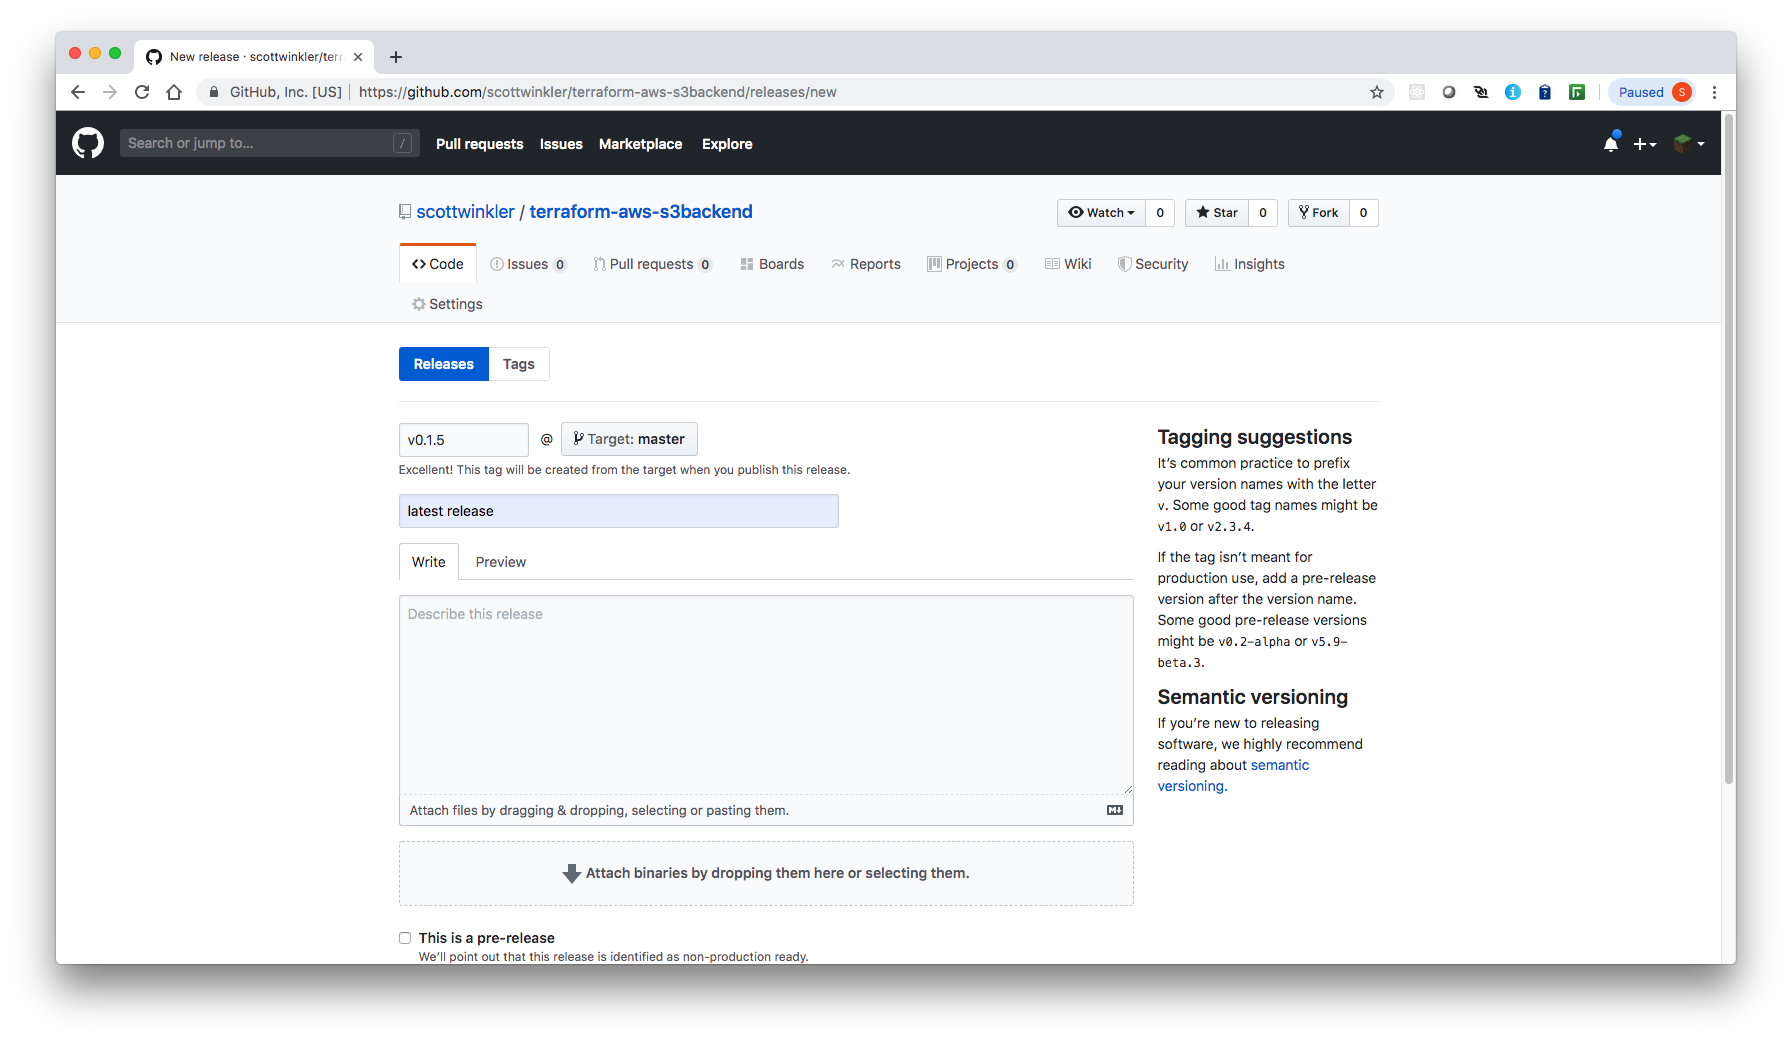 New release · scottwinkler/terr
GitHub, Inc. [US] https://github.com/scottwinkler/terraform-aws-s3backend/releases/new
Paused S
Search or jump to... /
Pull requests Issues Marketplace Explore
scottwinkler / terraform-aws-s3backend
Watch 0 Star 0 Fork 0
Code Issues 0 Pull requests 0 Boards Reports Projects 0 Wiki Security Insights
Settings
Releases Tags
v0.1.5 @ Target: master
Excellent! This tag will be created from the target when you publish this release.
latest release
Write Preview
Describe this release
Attach files by dragging & dropping, selecting or pasting them.
Attach binaries by dropping them here or selecting them.
This is a pre-release
We’ll point out that this release is identified as non-production ready.
Tagging suggestions
It’s common practice to prefix
your version names with the letter
v. Some good tag names might be
v1.0 or v2.3.4.
If the tag isn’t meant for
production use, add a pre-release
version after the version name.
Some good pre-release versions
might be v0.2-alpha or v5.9-
beta.3.
Semantic versioning
If you’re new to releasing
software, we highly recommend
reading about semantic
versioning.